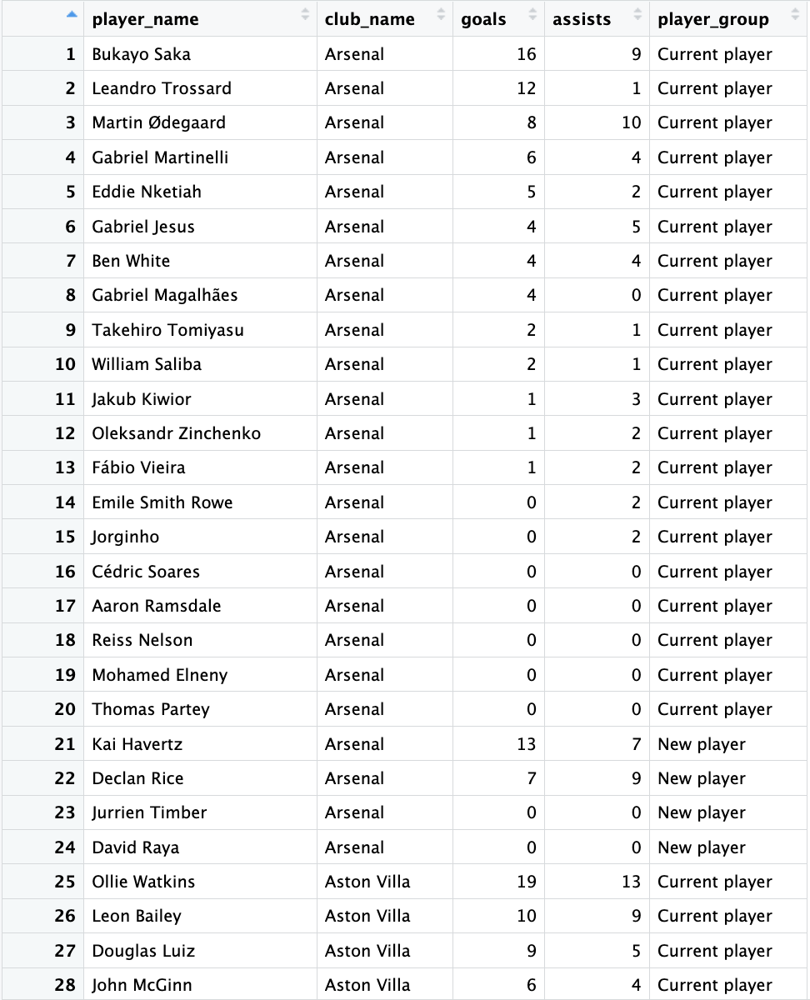 player_name club_name goals assists player_group
1 Bukayo Saka Arsenal 16 9 Current player
2 Leandro Trossard Arsenal 12 1 Current player
3 Martin Ødegaard Arsenal 8 10 Current player
4 Gabriel Martinelli Arsenal 6 4 Current player
5 Eddie Nketiah Arsenal 5 2 Current player
6 Gabriel Jesus Arsenal 4 5 Current player
7 Ben White Arsenal 4 4 Current player
8 Gabriel Magalhães Arsenal 4 0 Current player
9 Takehiro Tomiyasu Arsenal 2 1 Current player
10 William Saliba Arsenal 2 1 Current player
11 Jakub Kiwior Arsenal 1 3 Current player
12 Oleksandr Zinchenko Arsenal 1 2 Current player
13 Fábio Vieira Arsenal 1 2 Current player
14 Emile Smith Rowe Arsenal 0 2 Current player
15 Jorginho Arsenal 0 2 Current player
16 Cédric Soares Arsenal 0 0 Current player
17 Aaron Ramsdale Arsenal 0 0 Current player
18 Reiss Nelson Arsenal 0 0 Current player
19 Mohamed Elneny Arsenal 0 0 Current player
20 Thomas Partey Arsenal 0 0 Current player
21 Kai Havertz Arsenal 13 7 New player
22 Declan Rice Arsenal 7 9 New player
23 Jurrien Timber Arsenal 0 0 New player
24 David Raya Arsenal 0 0 New player
25 Ollie Watkins Aston Villa 19 13 Current player
26 Leon Bailey Aston Villa 10 9 Current player
27 Douglas Luiz Aston Villa 9 5 Current player
28 John McGinn Aston Villa 6 4 Current player